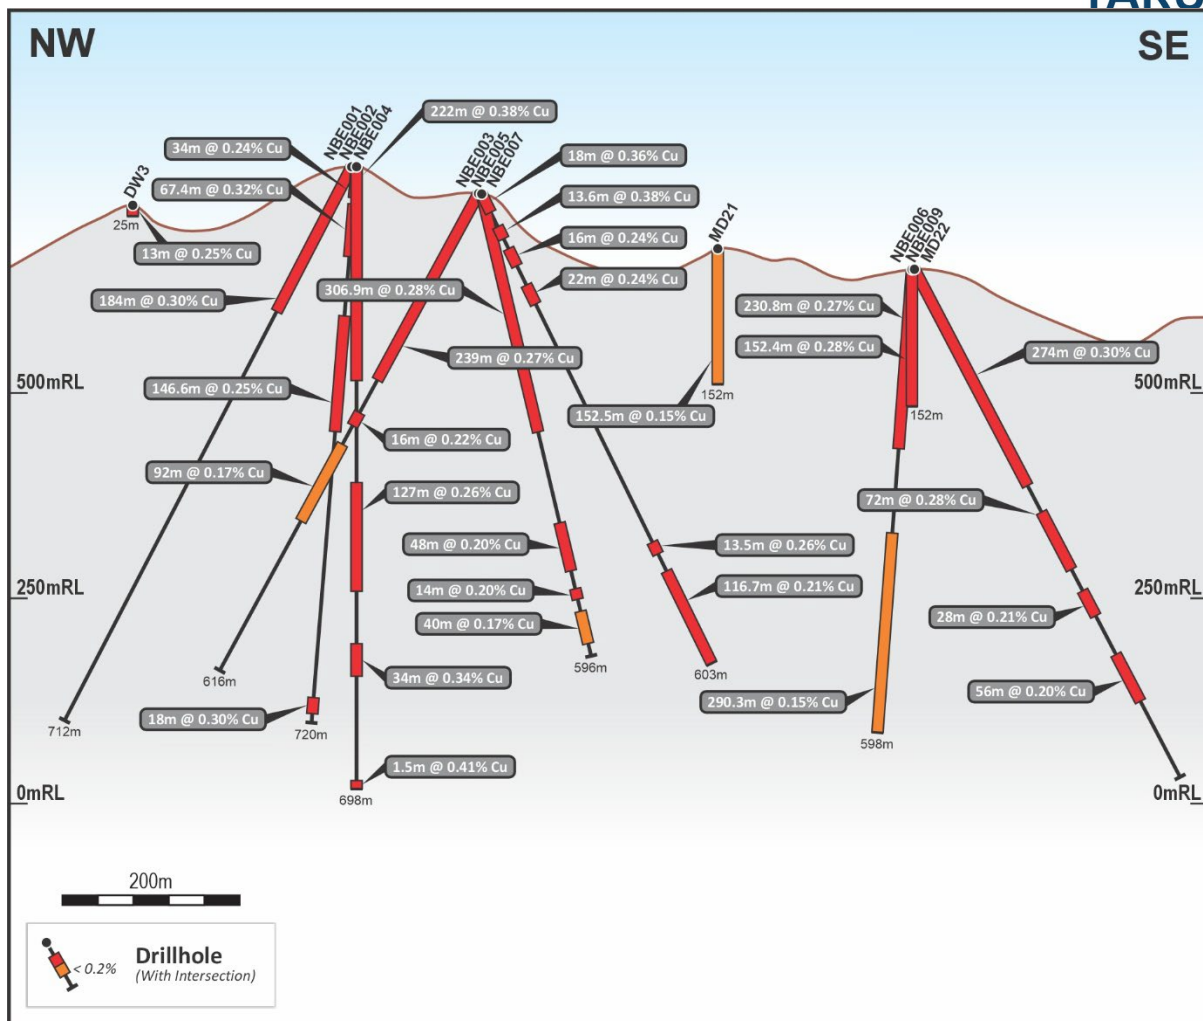 NW
SE
NBE001
NBE002
NBE004
222m @ 0.38% Cu
34m @ 0.24% Cu
67.4m @ 0.32% Cu
NBE003
NBE005
NBE007
18m @ 0.36% Cu
13.6m @ 0.38% Cu
16m @ 0.24% Cu
22m @ 0.24% Cu
DW3
25m
13m @ 0.25% Cu
184m @ 0.30% Cu
306.9m @ 0.28% Cu
MD21
NBE006
NBE009
MD22
230.8m @ 0.27% Cu
152.4m @ 0.28% Cu
274m @ 0.30% Cu
239m @ 0.27% Cu
500mRL
500mRL
146.6m @ 0.25% Cu
152m
152.5m @ 0.15% Cu
152m
16m @ 0.22% Cu
92m @ 0.17% Cu
127m @ 0.26% Cu
72m @ 0.28% Cu
48m @ 0.20% Cu
13.5m @ 0.26% Cu
14m @ 0.20% Cu
116.7m @ 0.21% Cu
250mRL
250mRL
40m @ 0.17% Cu
28m @ 0.21% Cu
596m
603m
616m
34m @ 0.34% Cu
290.3m @ 0.15% Cu
56m @ 0.20% Cu
18m @ 0.30% Cu
712m
720m
598m
1.5m @ 0.41% Cu
0mRL
698m
0mRL
200m
Drillhole
< 0.2%
(With Intersection)